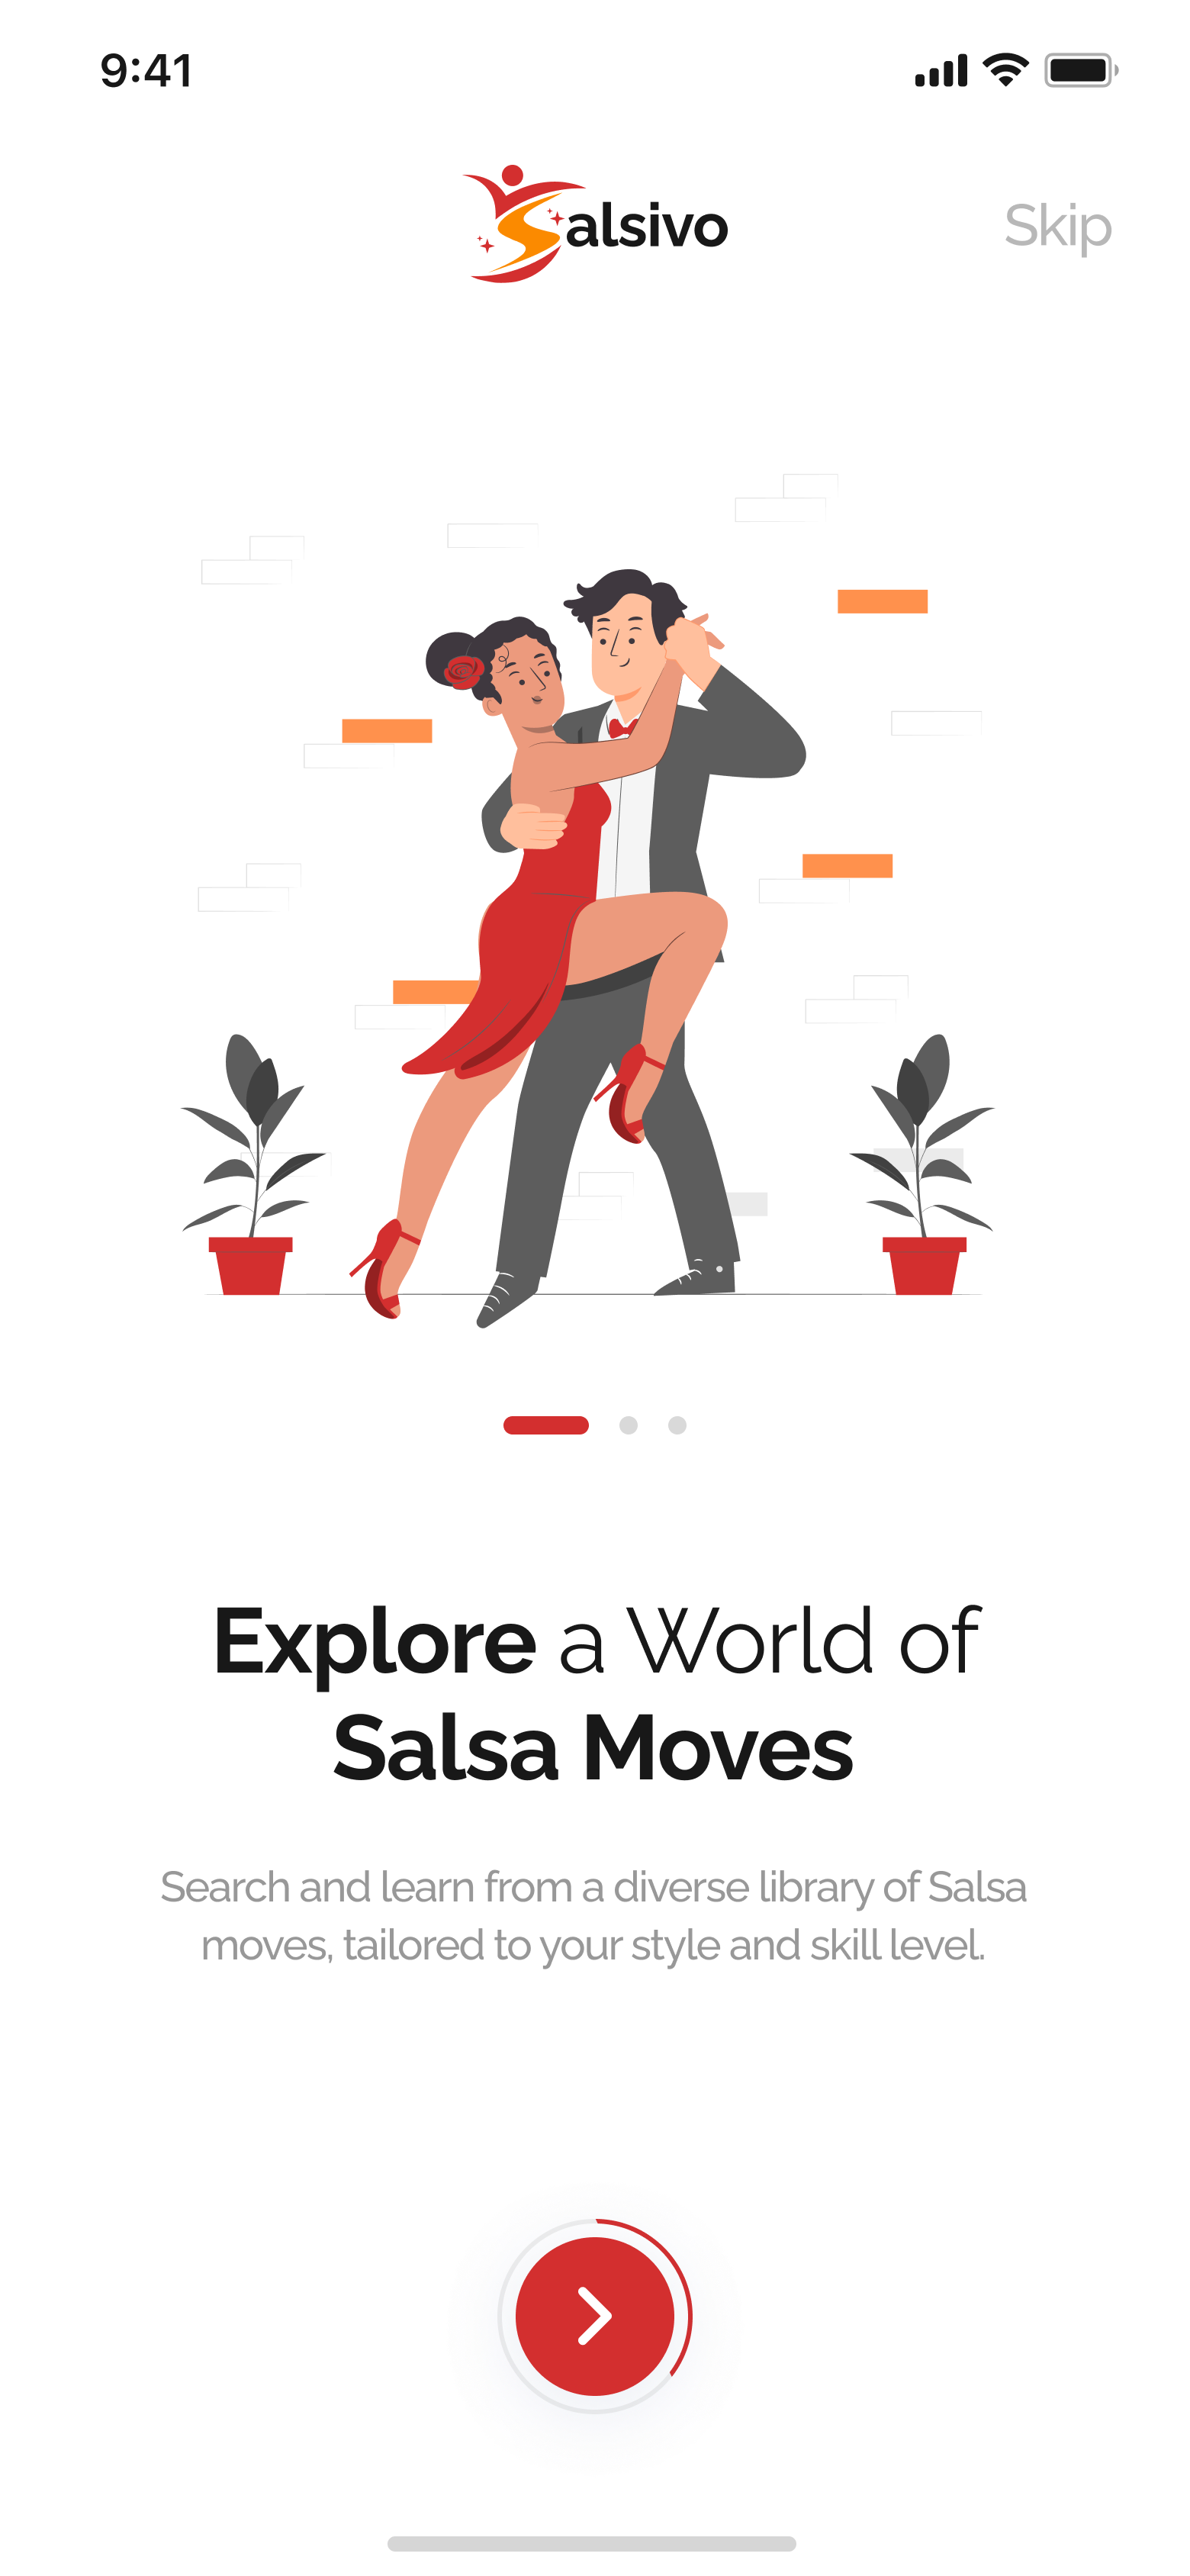 9:41
Salsivo
Skip
Explore a World of
Salsa Moves
Search and learn from a diverse library of Salsa
moves, tailored to your style and skill level.